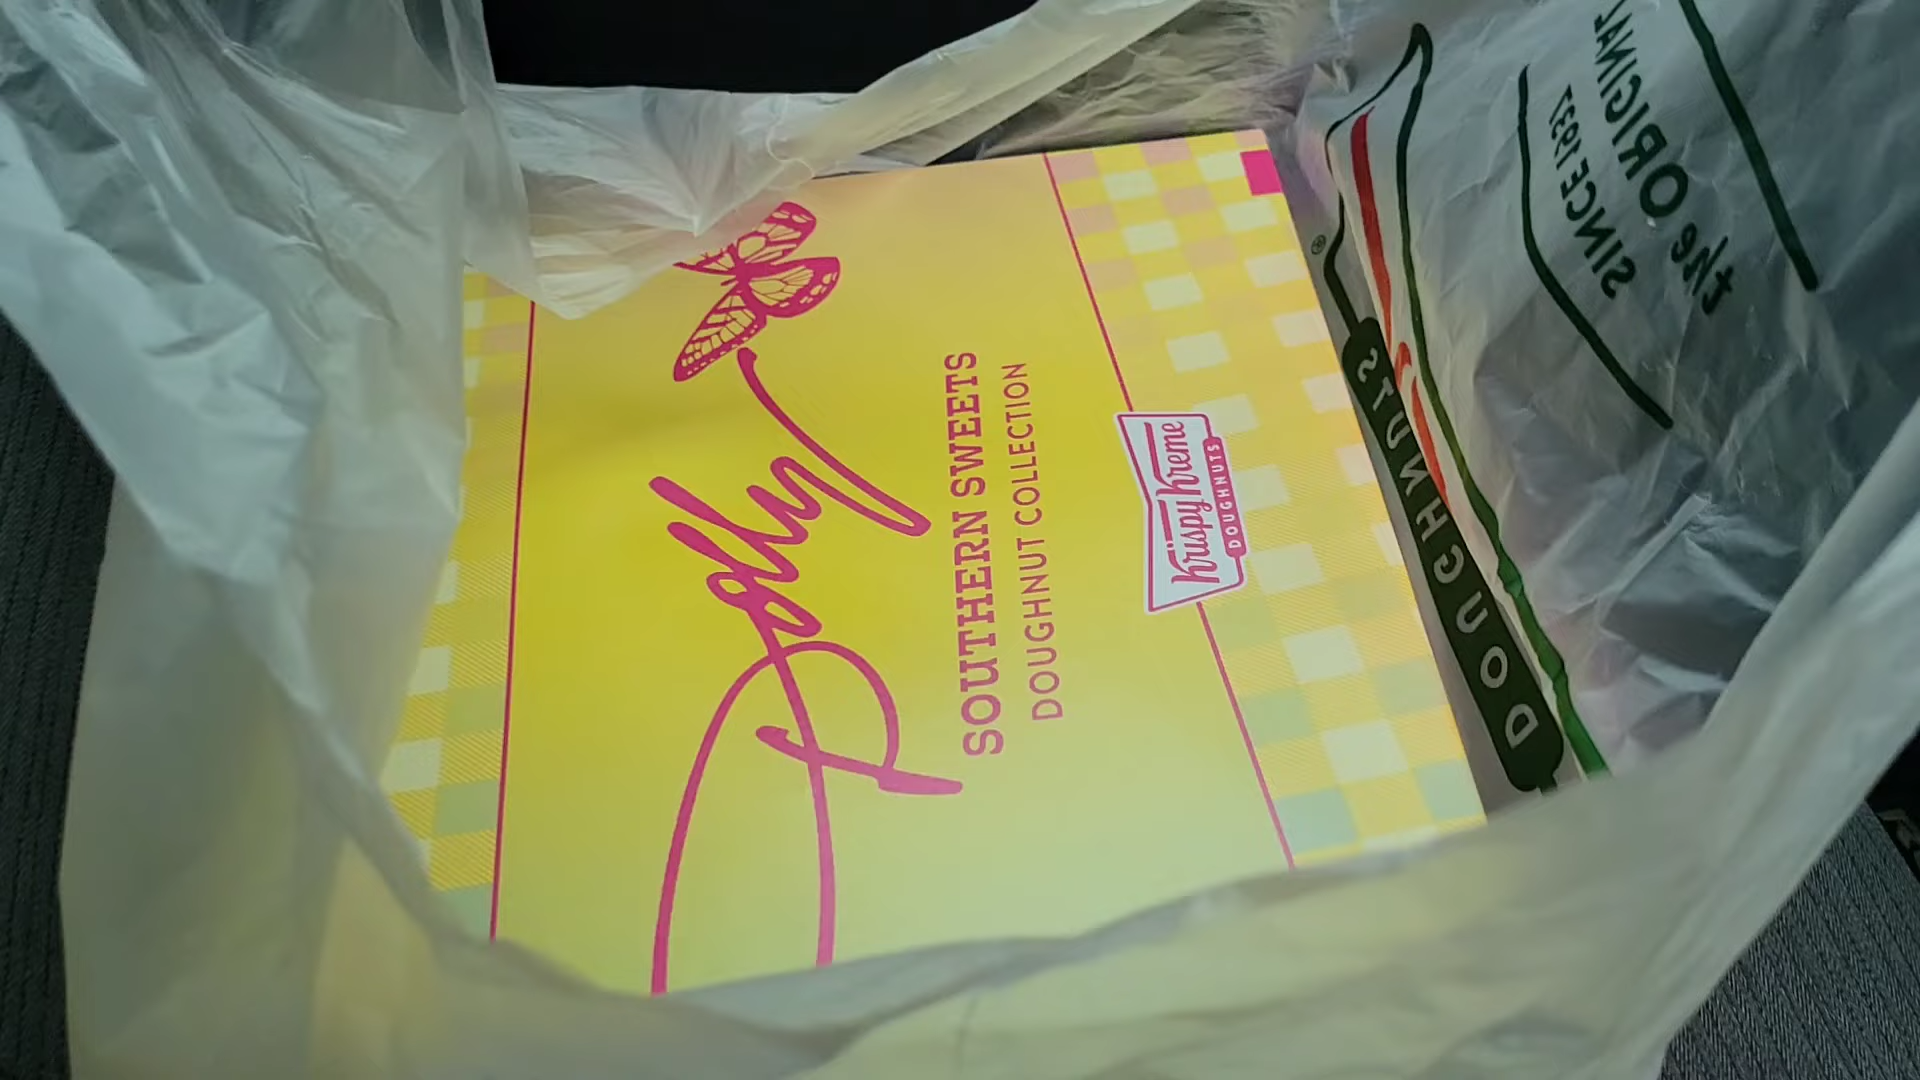 Dolly
SOUTHERN SWEETS
DOUGHNUT COLLECTION
Krispy Kreme
DOUGHNUTS
®
DOUGHNUTS
the ORIGINAL
SINCE 1937